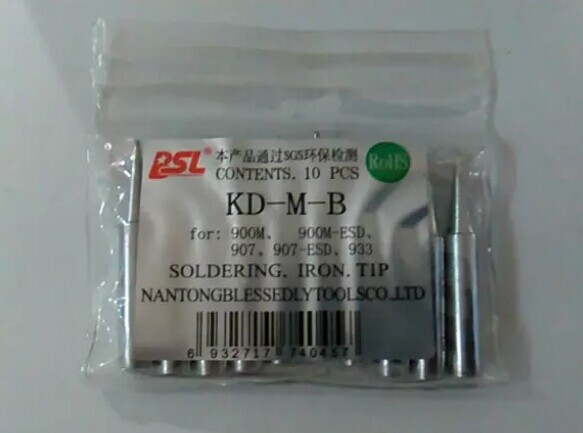 BSL® 本产品通过SGS环保检测 RoHS
CONTENTS. 10 PCS
KD-M-B
for: 900M、 900M-ESD、
907、907-ESD、933
SOLDERING. IRON. TIP
NANTONGBLESSEDLYTOOLSCO.,LTD
6 932717 740457